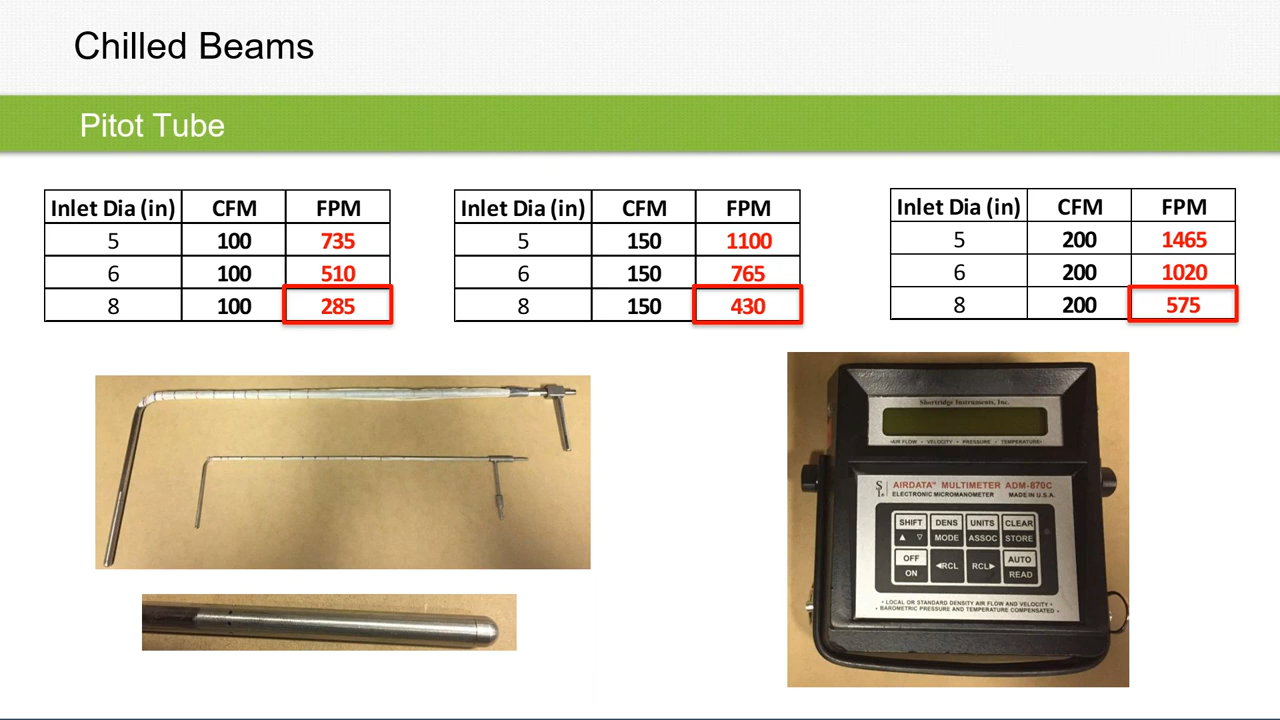 Chilled Beams
Pitot Tube
Inlet Dia (in) CFM FPM
5 100 735
6 100 510
8 100 285
Inlet Dia (in) CFM FPM
5 150 1100
6 150 765
8 150 430
Inlet Dia (in) CFM FPM
5 200 1465
6 200 1020
8 200 575
Shortridge Instruments, Inc.
•AIR FLOW • VELOCITY • PRESSURE • TEMPERATURE•
AIRDATA™ MULTIMETER ADM-870C
ELECTRONIC MICROMANOMETER MADE IN U.S.A.
SHIFT DENS UNITS CLEAR
▲ ▽ MODE ASSOC STORE
OFF ◀RCL RCL▶ AUTO
ON READ
• LOCAL OR STANDARD DENSITY AIR FLOW AND VELOCITY •
• BAROMETRIC PRESSURE AND TEMPERATURE COMPENSATED •